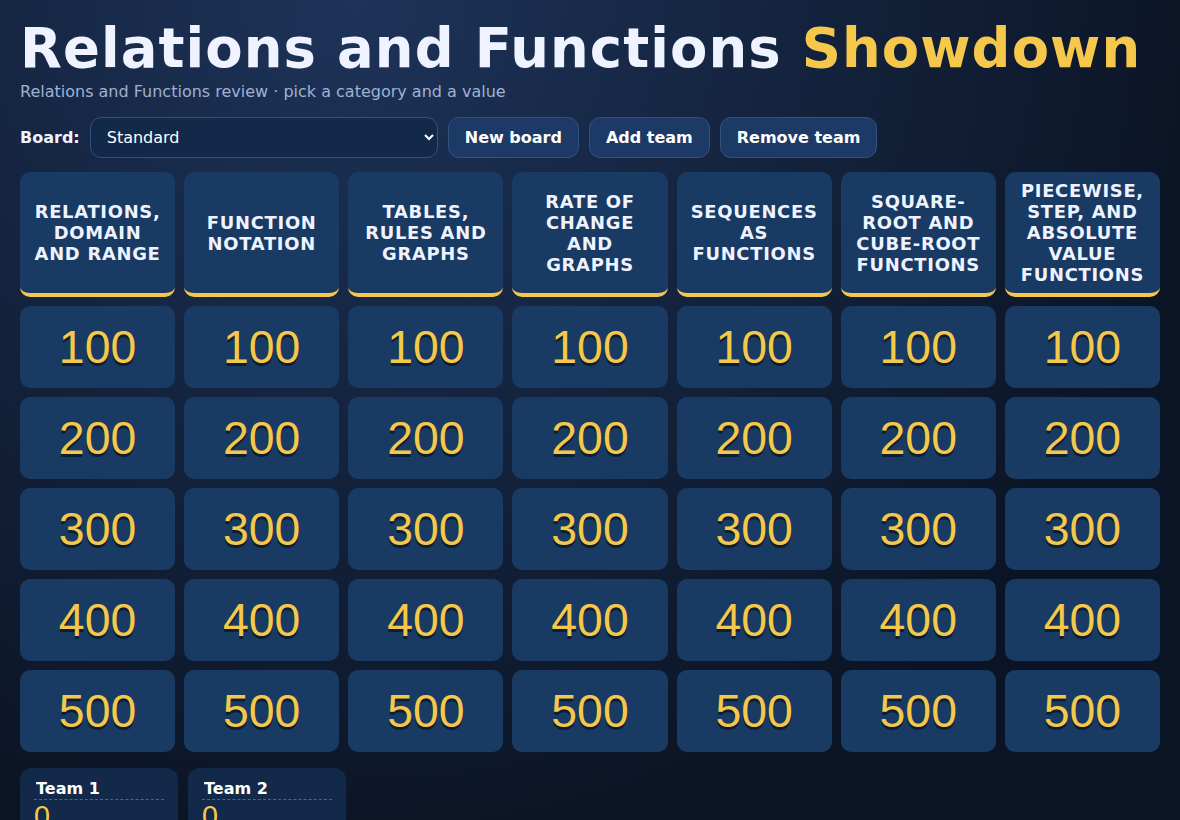 Relations and Functions Showdown
Relations and Functions review · pick a category and a value
Board: Standard New board Add team Remove team
RELATIONS,
DOMAIN
AND RANGE
FUNCTION
NOTATION
TABLES,
RULES AND
GRAPHS
RATE OF
CHANGE
AND
GRAPHS
SEQUENCES
AS
FUNCTIONS
SQUARE-
ROOT AND
CUBE-ROOT
FUNCTIONS
PIECEWISE,
STEP, AND
ABSOLUTE
VALUE
FUNCTIONS
100 100 100 100 100 100 100
200 200 200 200 200 200 200
300 300 300 300 300 300 300
400 400 400 400 400 400 400
500 500 500 500 500 500 500
Team 1 Team 2
0 0